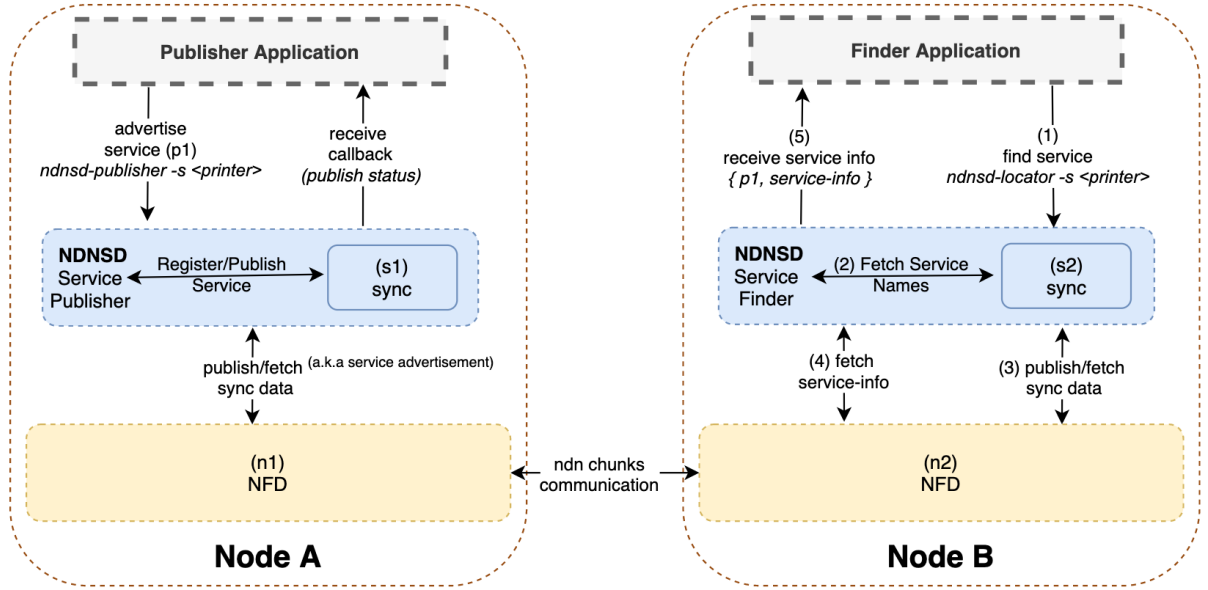 Publisher Application
advertise
service (p1)
ndnsd-publisher -s <printer>
receive
callback
(publish status)
NDNSD
Service
Publisher
Register/Publish
Service
(s1)
sync
publish/fetch
sync data
(a.k.a service advertisement)
(n1)
NFD
Node A
ndn chunks
communication
Finder Application
(5)
receive service info
{ p1, service-info }
(1)
find service
ndnsd-locator -s <printer>
NDNSD
Service
Finder
(2) Fetch Service
Names
(s2)
sync
(4) fetch
service-info
(3) publish/fetch
sync data
(n2)
NFD
Node B